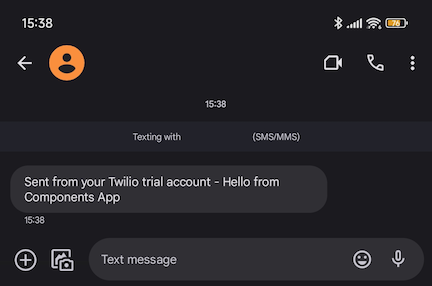 15:38
76
15:38
Texting with (SMS/MMS)
Sent from your Twilio trial account - Hello from
Components App
15:38
Text message